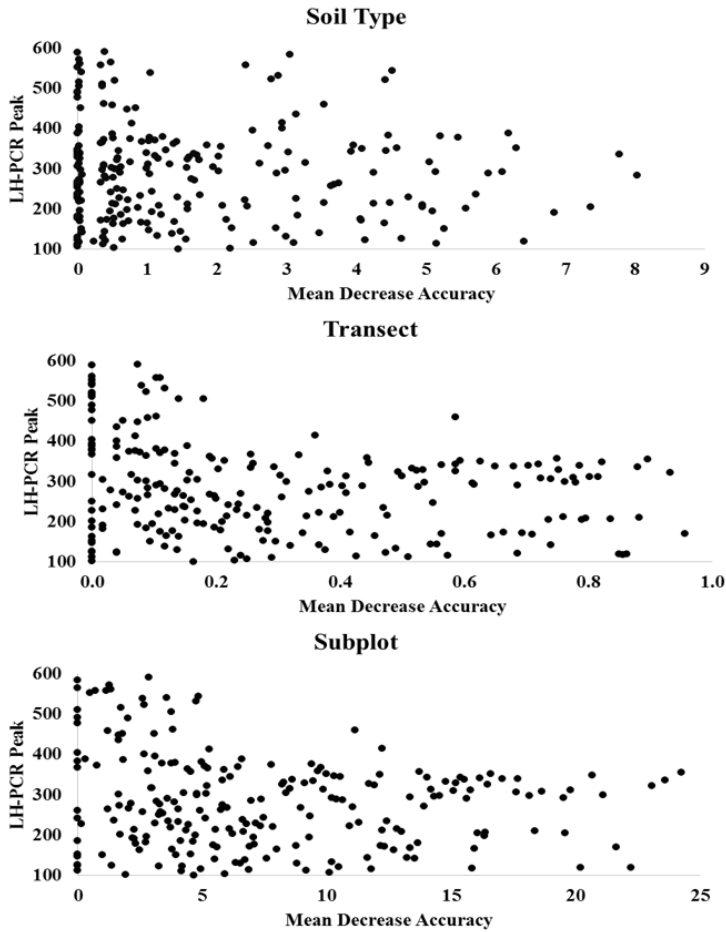 Soil Type
LH-PCR Peak
600
500
400
300
200
100
0 1 2 3 4 5 6 7 8 9
Mean Decrease Accuracy
Transect
LH-PCR Peak
600
500
400
300
200
100
0.0 0.2 0.4 0.6 0.8 1.0
Mean Decrease Accuracy
Subplot
LH-PCR Peak
600
500
400
300
200
100
0 5 10 15 20 25
Mean Decrease Accuracy